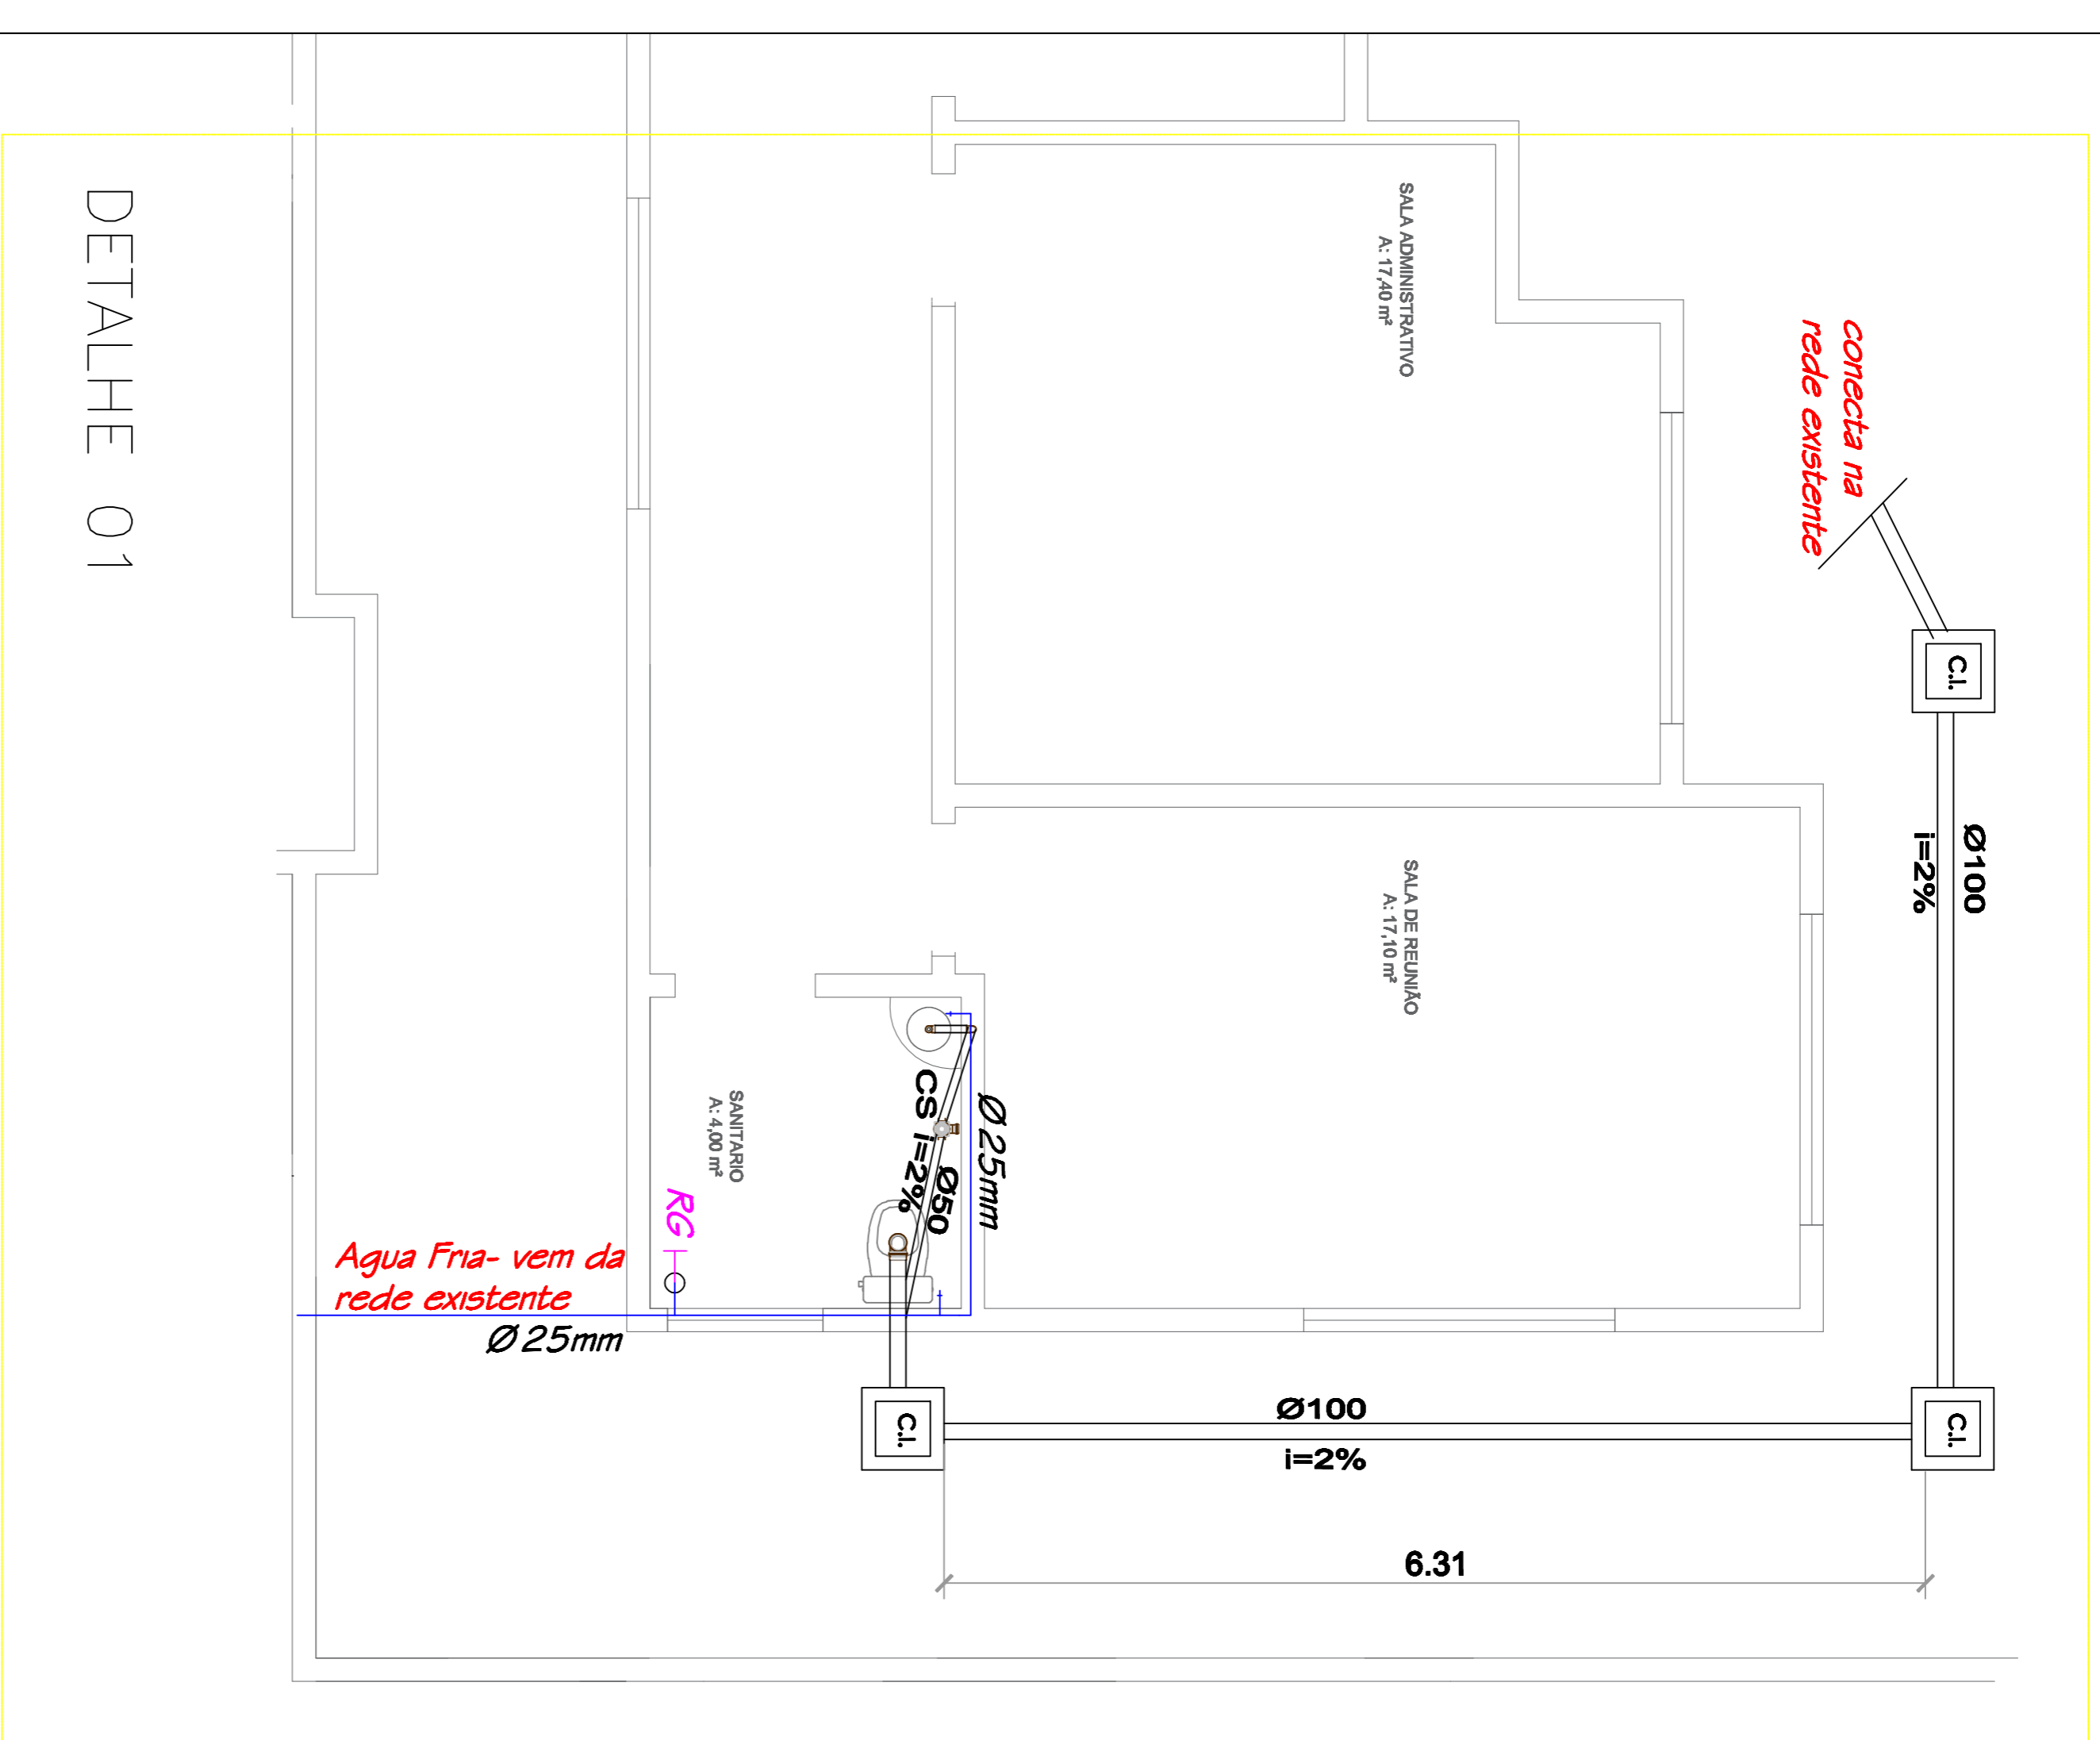 DETALHE 01
SALA ADMINISTRATIVO
A: 17,40 m²
conecta na
rede existente
C.I.
Ø100
i=2%
SALA DE REUNIÃO
A: 17,10 m²
SANITARIO
A: 4,00 m²
CS i=2%
Ø50
Ø25mm
RG
Agua Fria- vem da
rede existente
Ø25mm
C.I.
Ø100
i=2%
C.I.
6.31